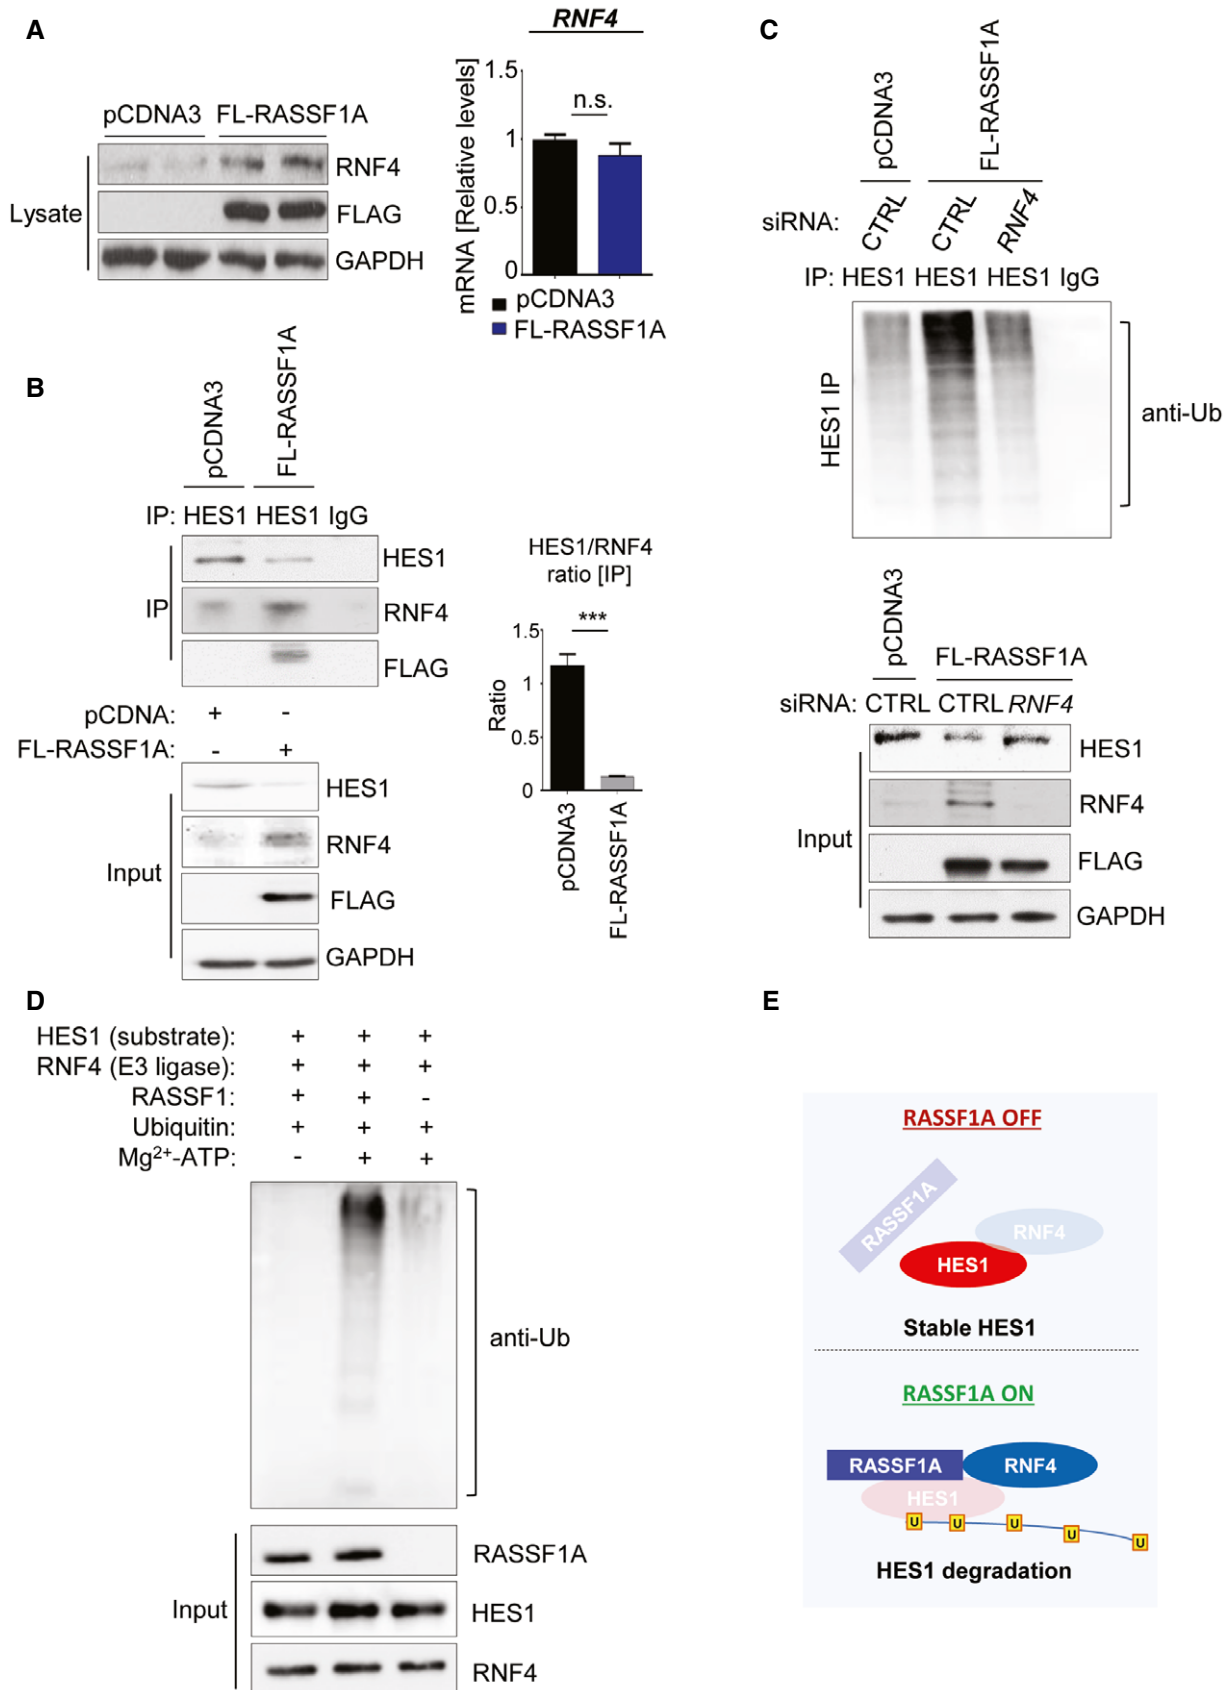 A
pCDNA3 FL-RASSF1A
Lysate
RNF4
FLAG
GAPDH
RNF4
mRNA [Relative levels]
1.5
1
0.5
0
n.s.
pCDNA3
FL-RASSF1A
B
pCDNA3
FL-RASSF1A
IP: HES1 HES1 IgG
IP
HES1
RNF4
FLAG
pCDNA: + -
FL-RASSF1A: - +
Input
HES1
RNF4
FLAG
GAPDH
HES1/RNF4
ratio [IP]
***
Ratio
1.5
1
0.5
0
pCDNA3
FL-RASSF1A
C
pCDNA3
FL-RASSF1A
siRNA: CTRL CTRL RNF4
IP: HES1 HES1 HES1 IgG
HES1 IP
anti-Ub
pCDNA3
FL-RASSF1A
siRNA: CTRL CTRL RNF4
Input
HES1
RNF4
FLAG
GAPDH
D
HES1 (substrate): + + +
RNF4 (E3 ligase): + + +
RASSF1: + + -
Ubiquitin: + + +
Mg²⁺-ATP: - + +
anti-Ub
Input
RASSF1A
HES1
RNF4
E
RASSF1A OFF
RASSF1A
RNF4
HES1
Stable HES1
RASSF1A ON
RASSF1A
RNF4
HES1
U U U U U
HES1 degradation